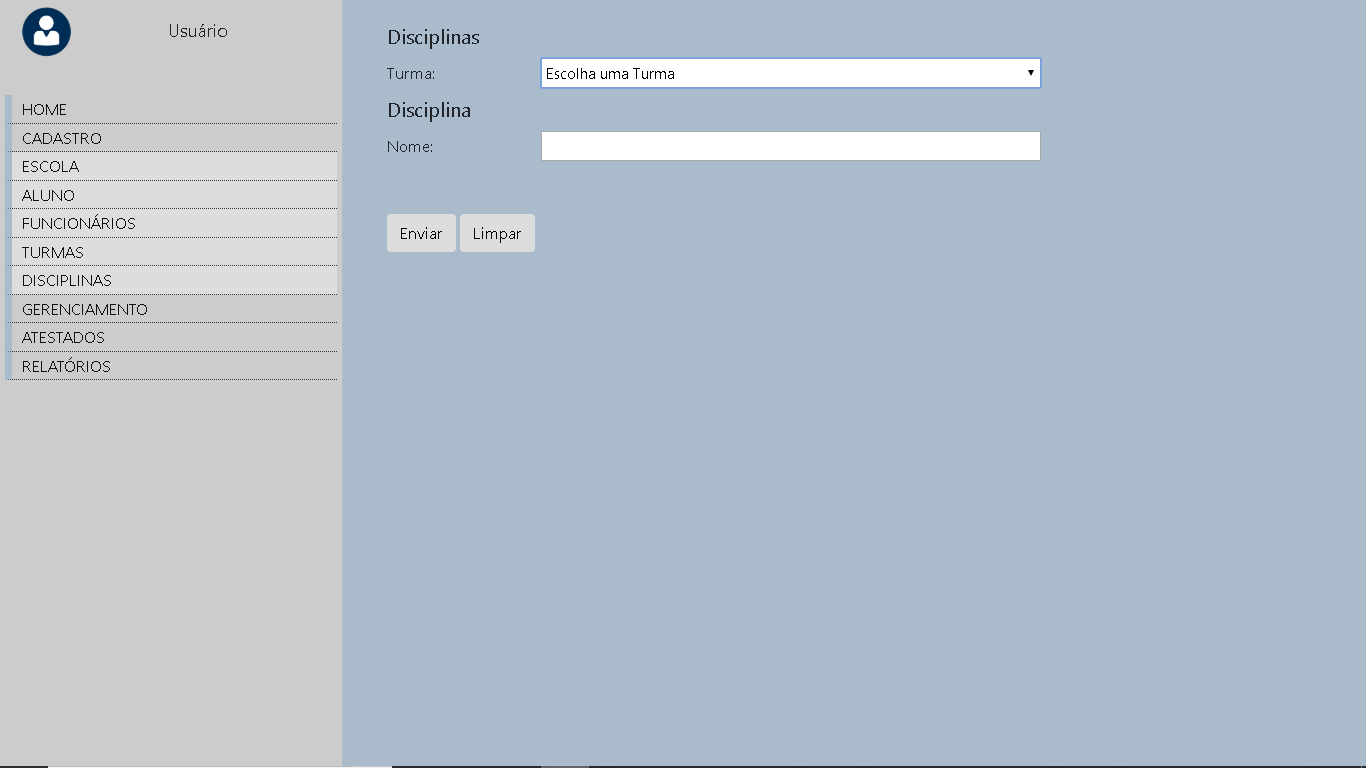 Usuário
HOME
CADASTRO
ESCOLA
ALUNO
FUNCIONÁRIOS
TURMAS
DISCIPLINAS
GERENCIAMENTO
ATESTADOS
RELATÓRIOS
Disciplinas
Turma: Escolha uma Turma
Disciplina
Nome:
Enviar Limpar